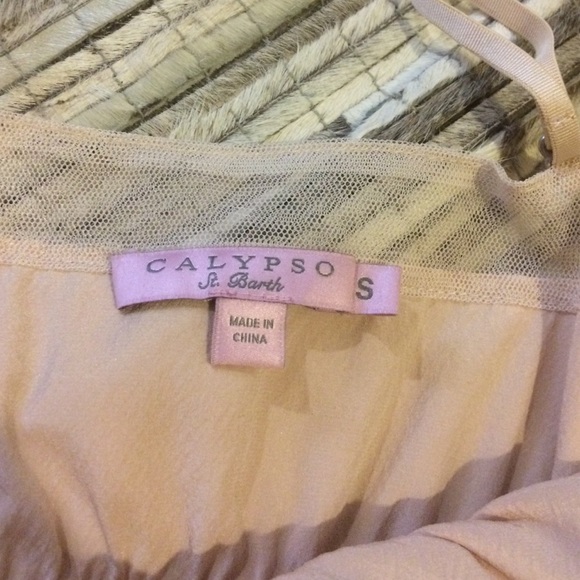 CALYPSO
St. Barth
S
MADE IN
CHINA